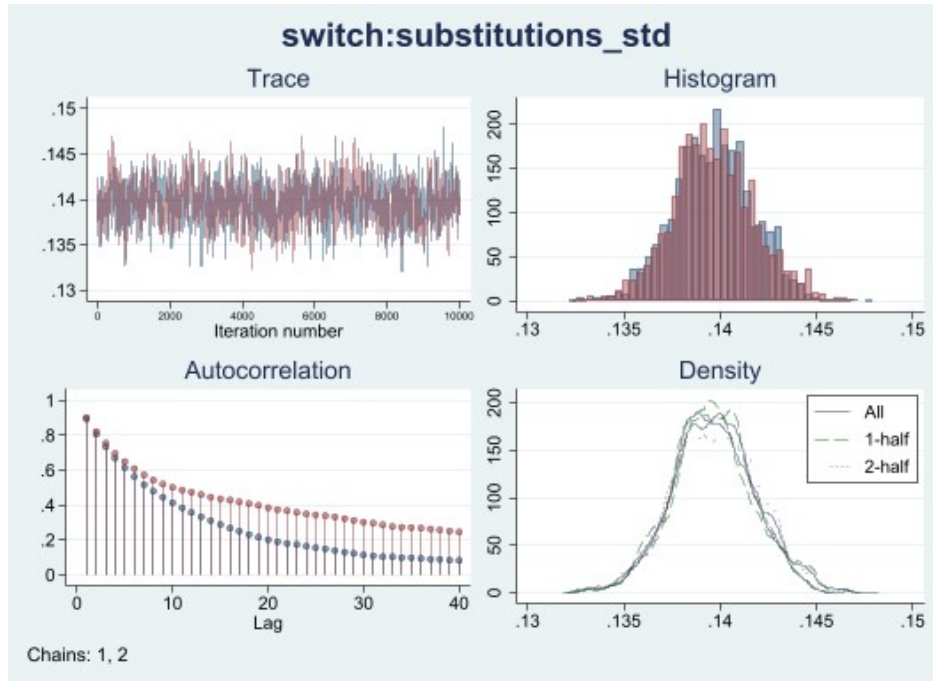 switch:substitutions_std
Trace
.15
.145
.14
.135
.13
0 2000 4000 6000 8000 10000
Iteration number
Histogram
200
150
100
50
0
.13 .135 .14 .145 .15
Autocorrelation
1
.8
.6
.4
.2
0
0 10 20 30 40
Lag
Density
200
150
100
50
0
All
1-half
2-half
.13 .135 .14 .145 .15
Chains: 1, 2